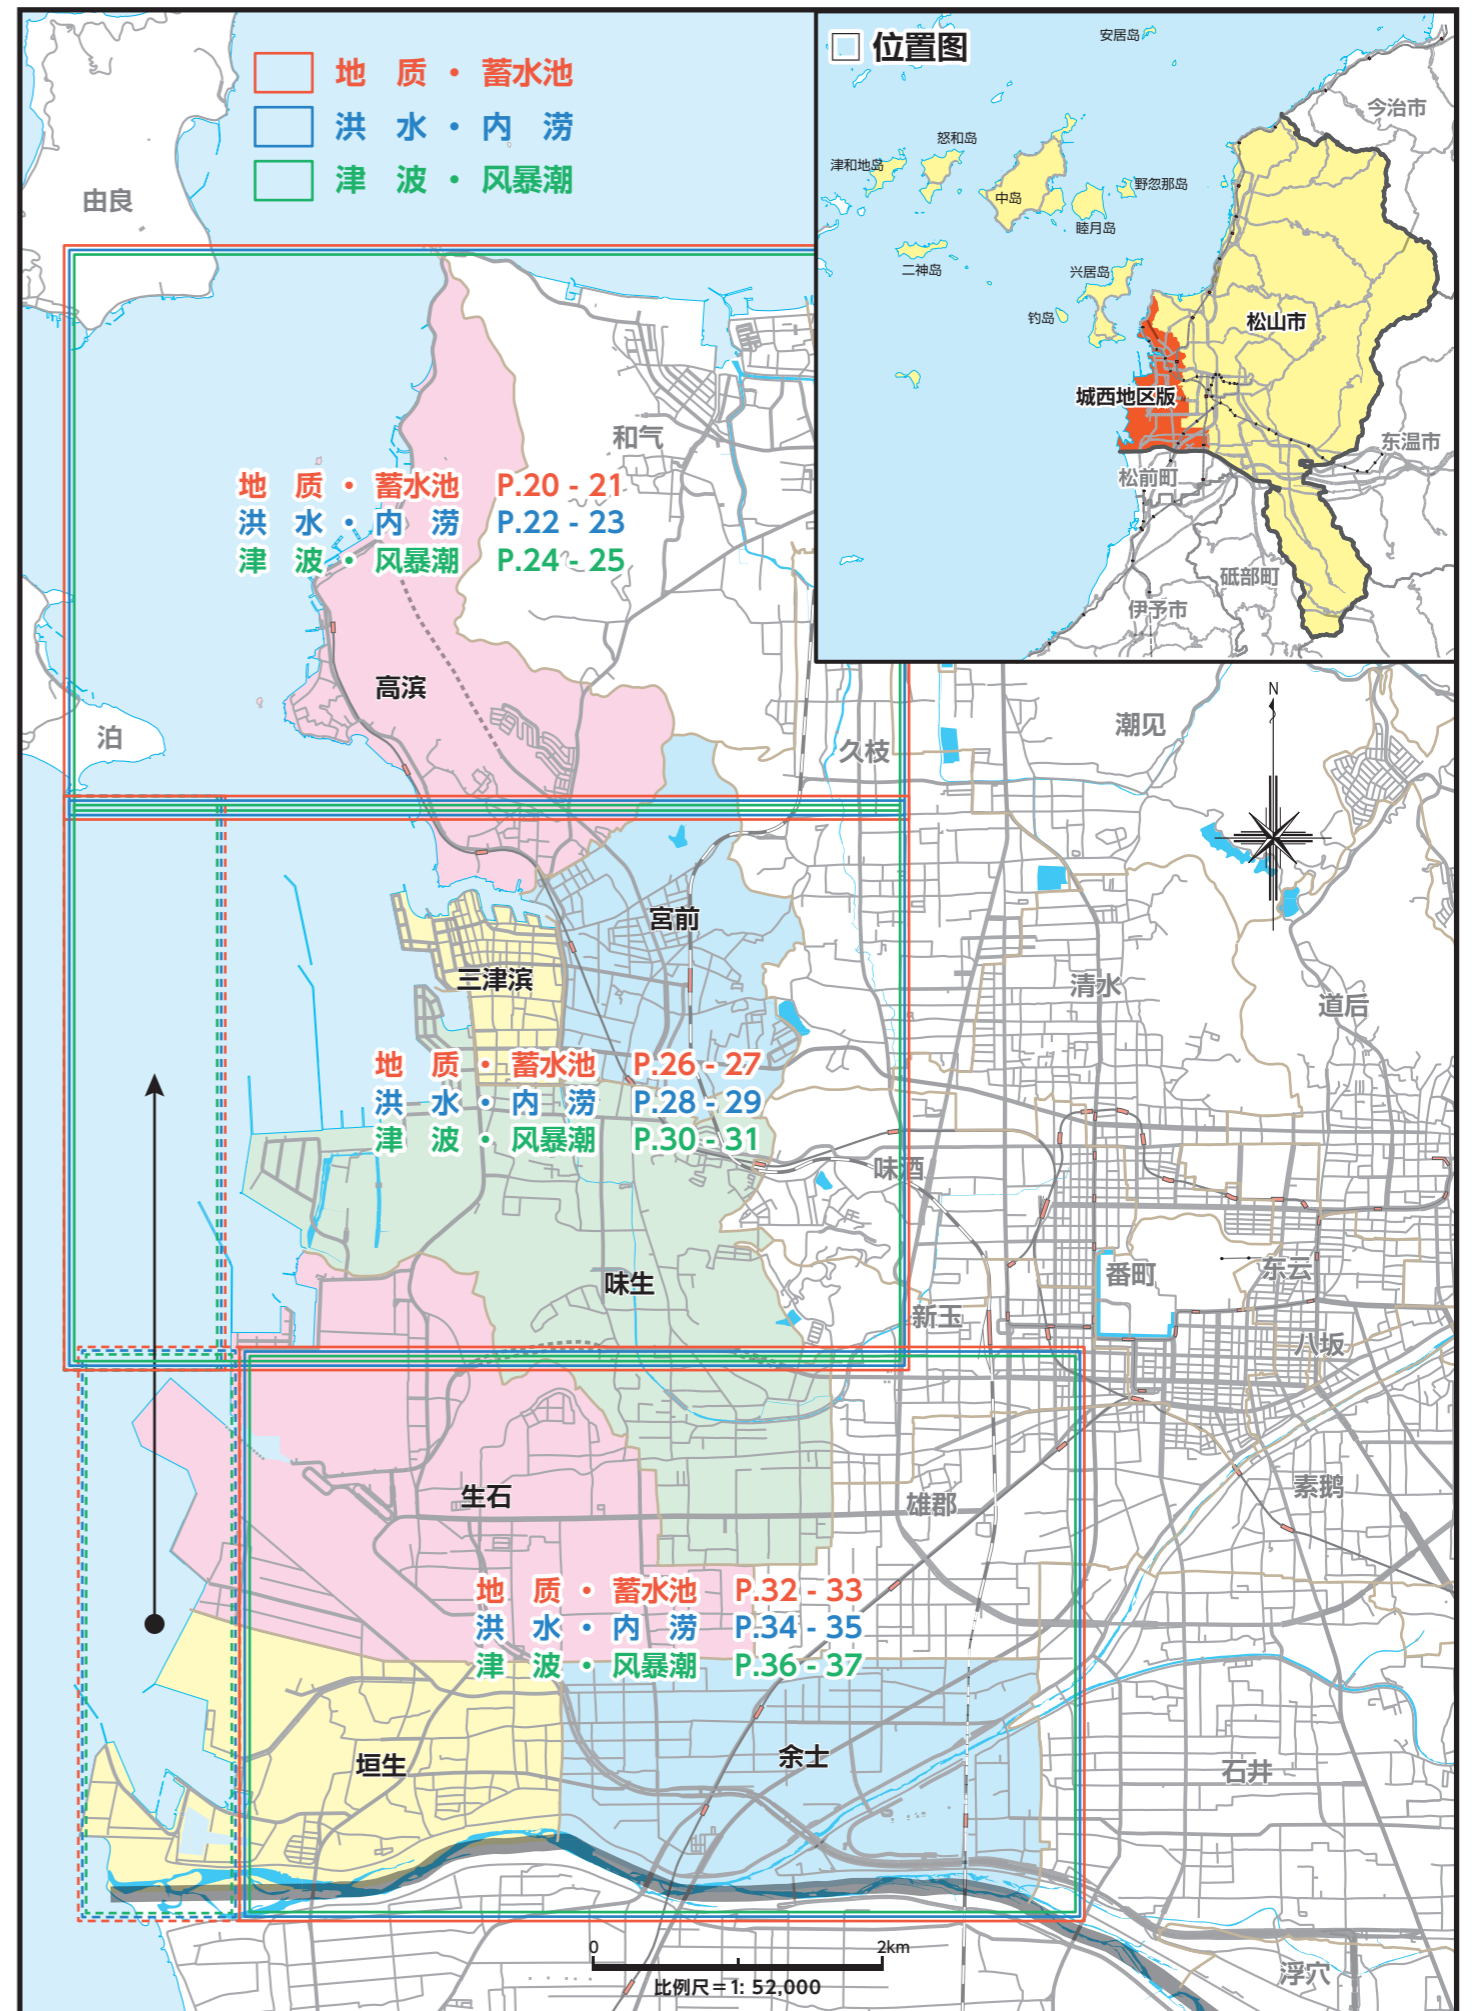 地　质・蓄水池
洪　水・内　涝
津　波・风暴潮
由良
□ 位置图
安居岛
今治市
怒和岛
津和地岛
中岛
野忽那岛
睦月岛
二神岛
兴居岛
钓岛
松山市
城西地区版
东温市
松前町
砥部町
伊予市
和气
地　质・蓄水池　P.20 - 21
洪　水・内　涝　P.22 - 23
津　波・风暴潮　P.24 - 25
高滨
泊
久枝
潮见
N
宫前
三津滨
清水
道后
地　质・蓄水池　P.26 - 27
洪　水・内　涝　P.28 - 29
津　波・风暴潮　P.30 - 31
味酒
味生
番町
东云
新玉
八坂
生石
雄郡
素鹅
地　质・蓄水池　P.32 - 33
洪　水・内　涝　P.34 - 35
津　波・风暴潮　P.36 - 37
垣生
余土
石井
0　2km
比例尺＝1: 52,000
浮穴